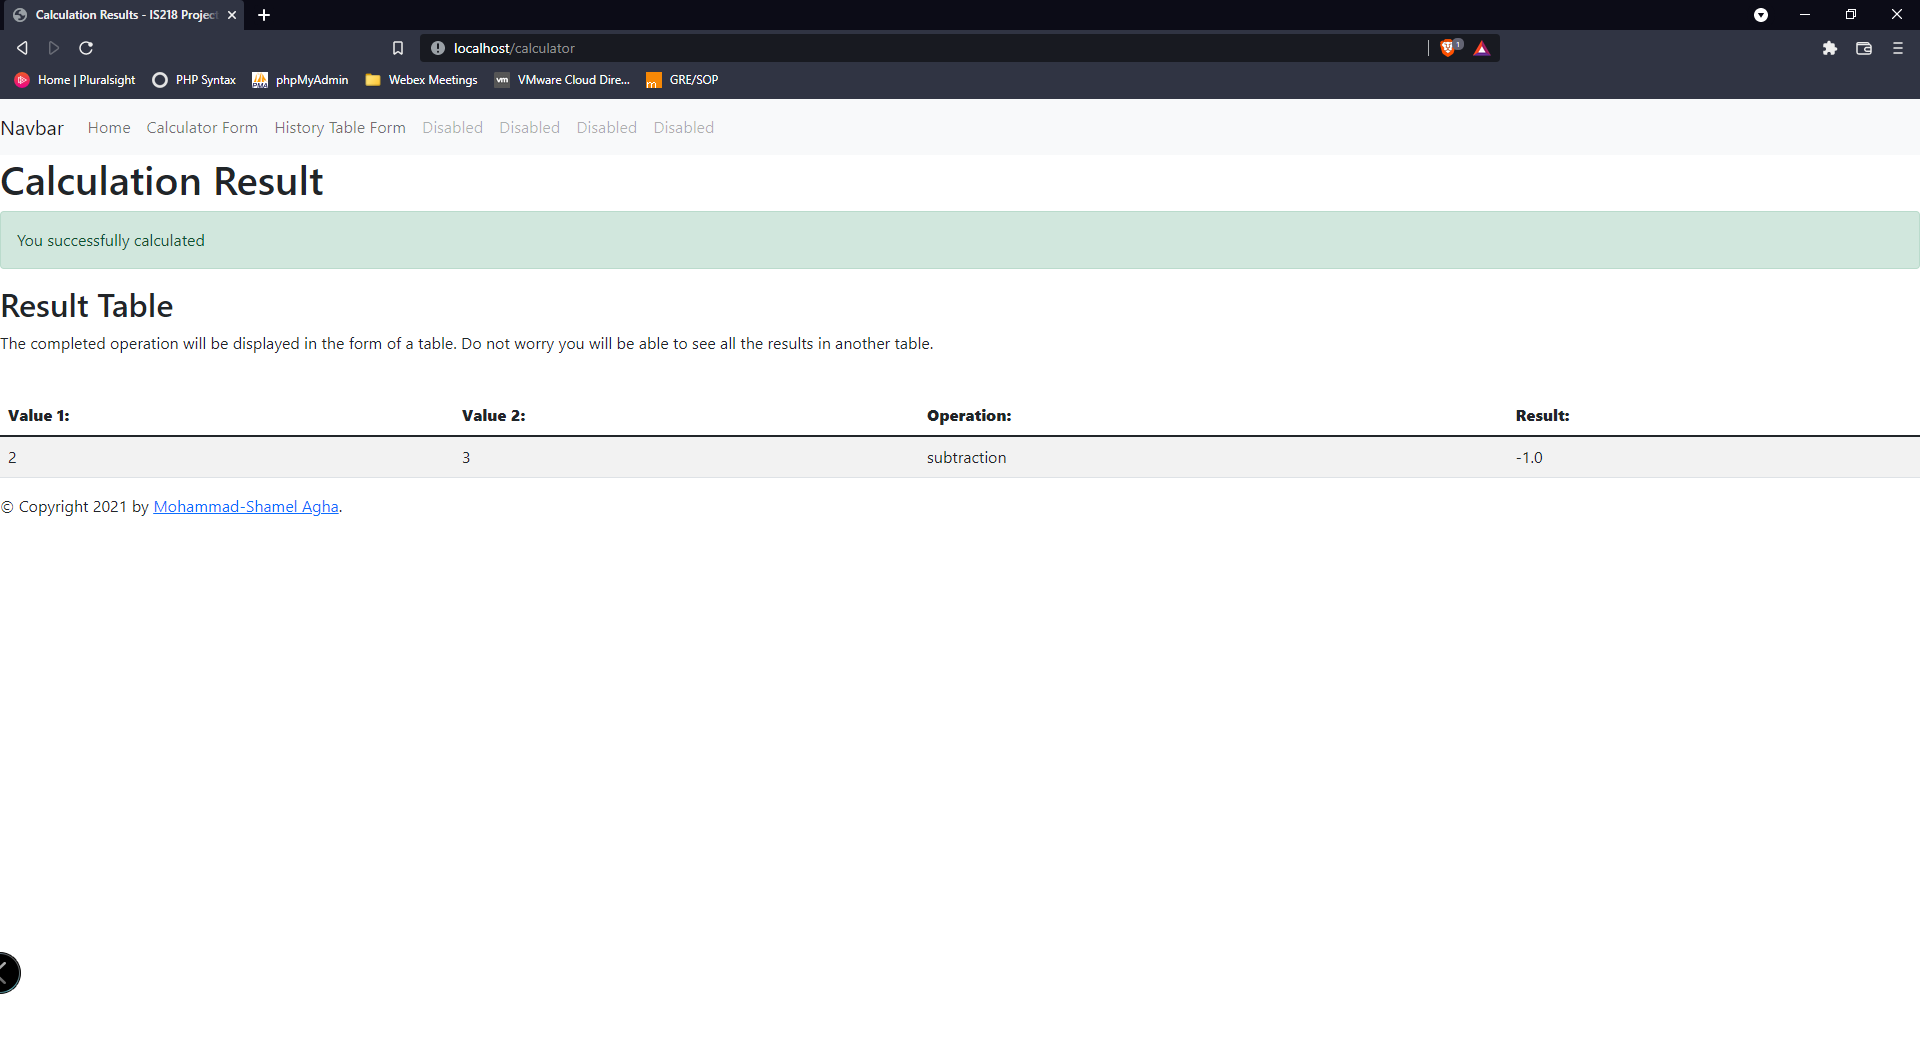 Calculation Results - IS218 Project
localhost/calculator
1
Home | Pluralsight PHP Syntax PMA phpMyAdmin Webex Meetings vm VMware Cloud Dire... m GRE/SOP
Navbar Home Calculator Form History Table Form Disabled Disabled Disabled Disabled
Calculation Result
You successfully calculated
Result Table
The completed operation will be displayed in the form of a table. Do not worry you will be able to see all the results in another table.
Value 1: Value 2: Operation: Result:
2 3 subtraction -1.0
© Copyright 2021 by Mohammad-Shamel Agha.